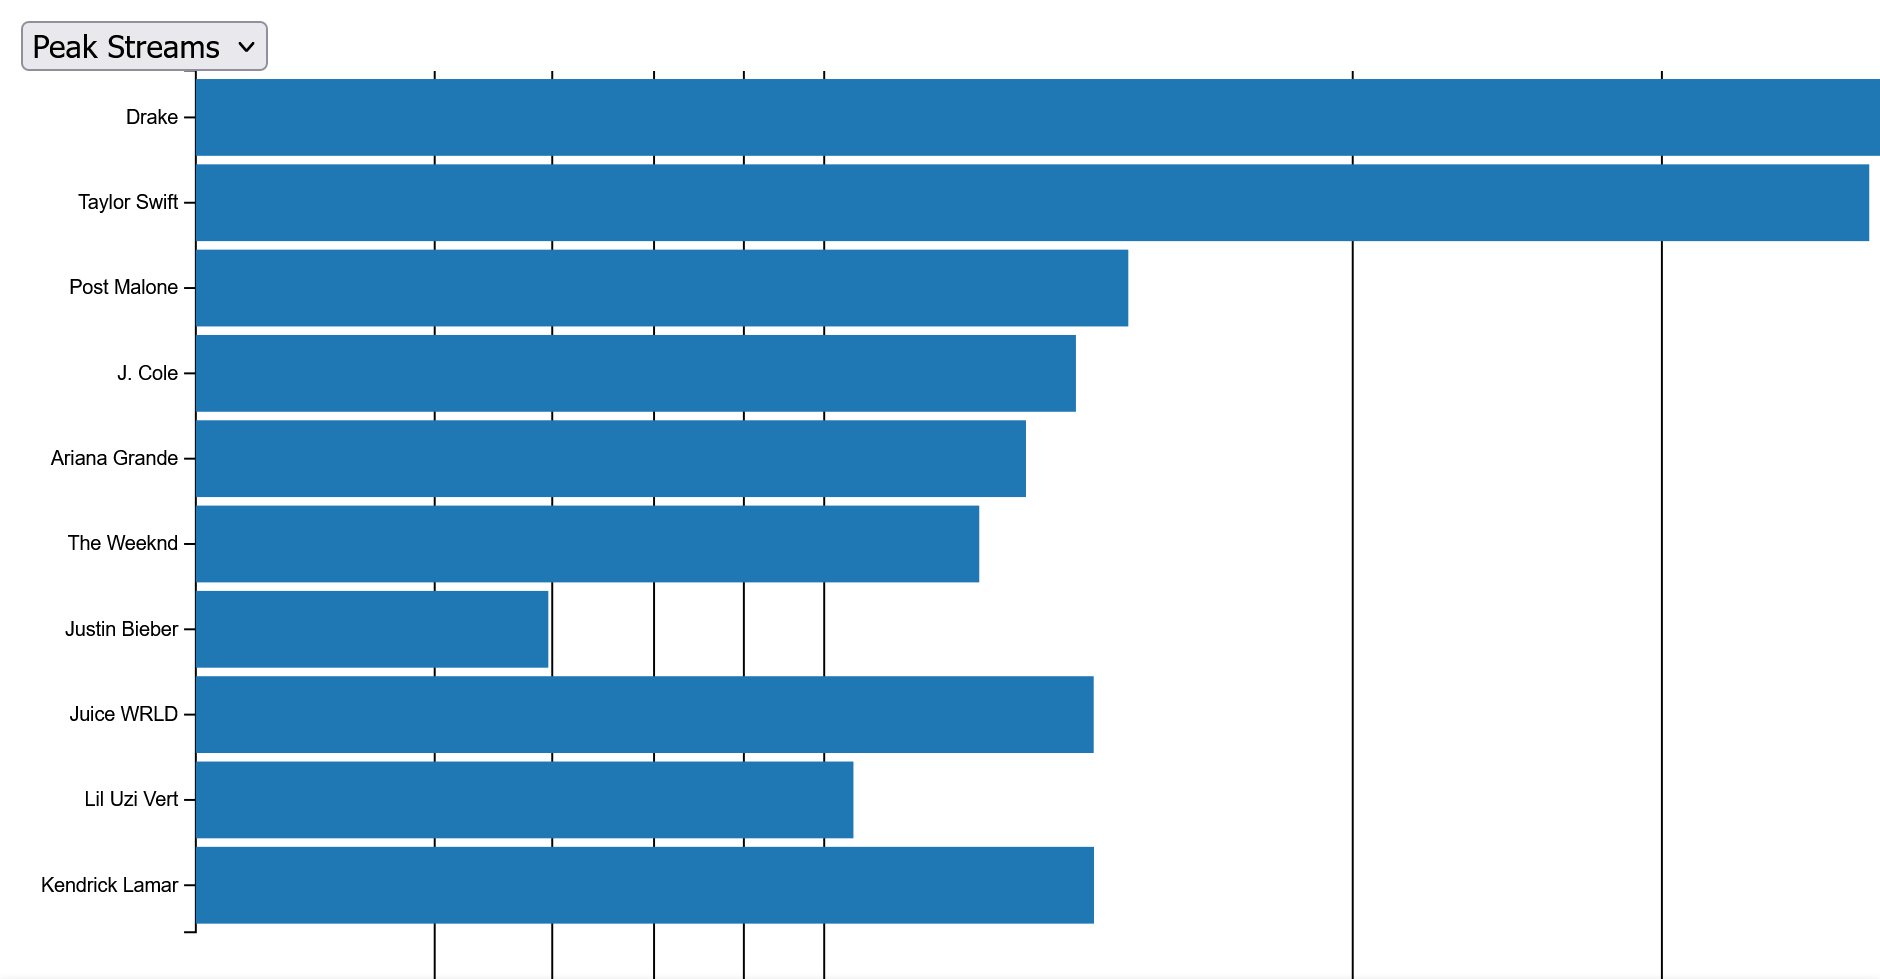 Peak Streams
Drake
Taylor Swift
Post Malone
J. Cole
Ariana Grande
The Weeknd
Justin Bieber
Juice WRLD
Lil Uzi Vert
Kendrick Lamar